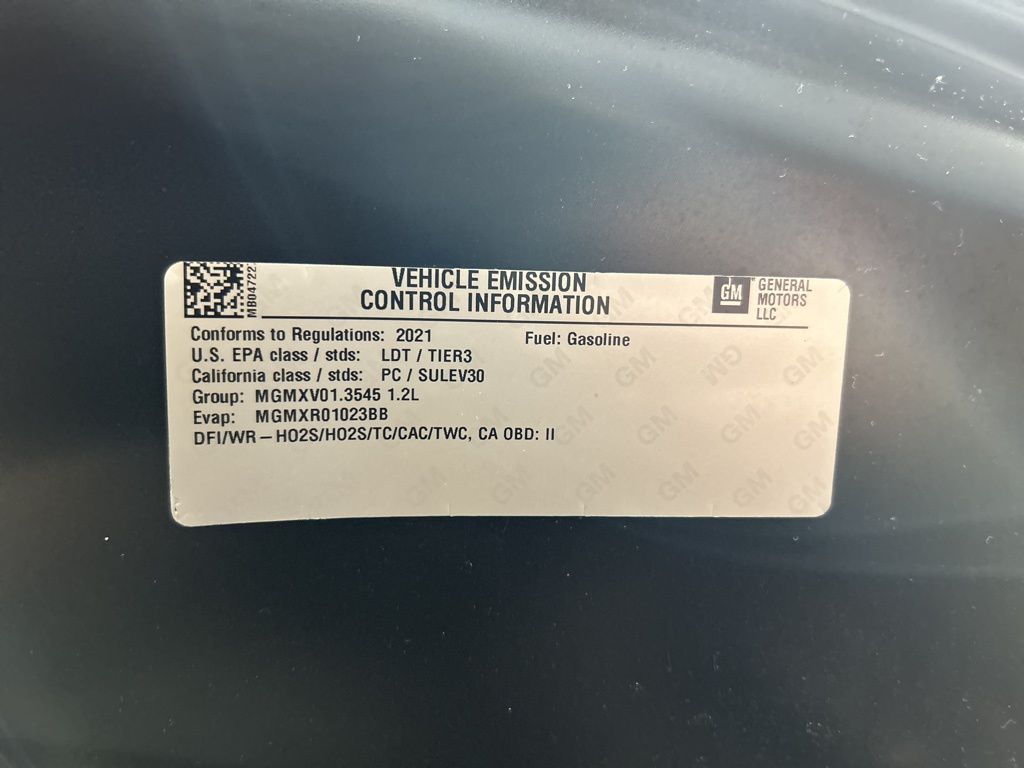 MB047222
VEHICLE EMISSION
CONTROL INFORMATION
GM
GENERAL
MOTORS
LLC
Conforms to Regulations: 2021
Fuel: Gasoline
U.S. EPA class / stds: LDT / TIER3
California class / stds: PC / SULEV30
Group: MGMXV01.3545 1.2L
Evap: MGMXR01023BB
DFI/WR – HO2S/HO2S/TC/CAC/TWC, CA OBD: II